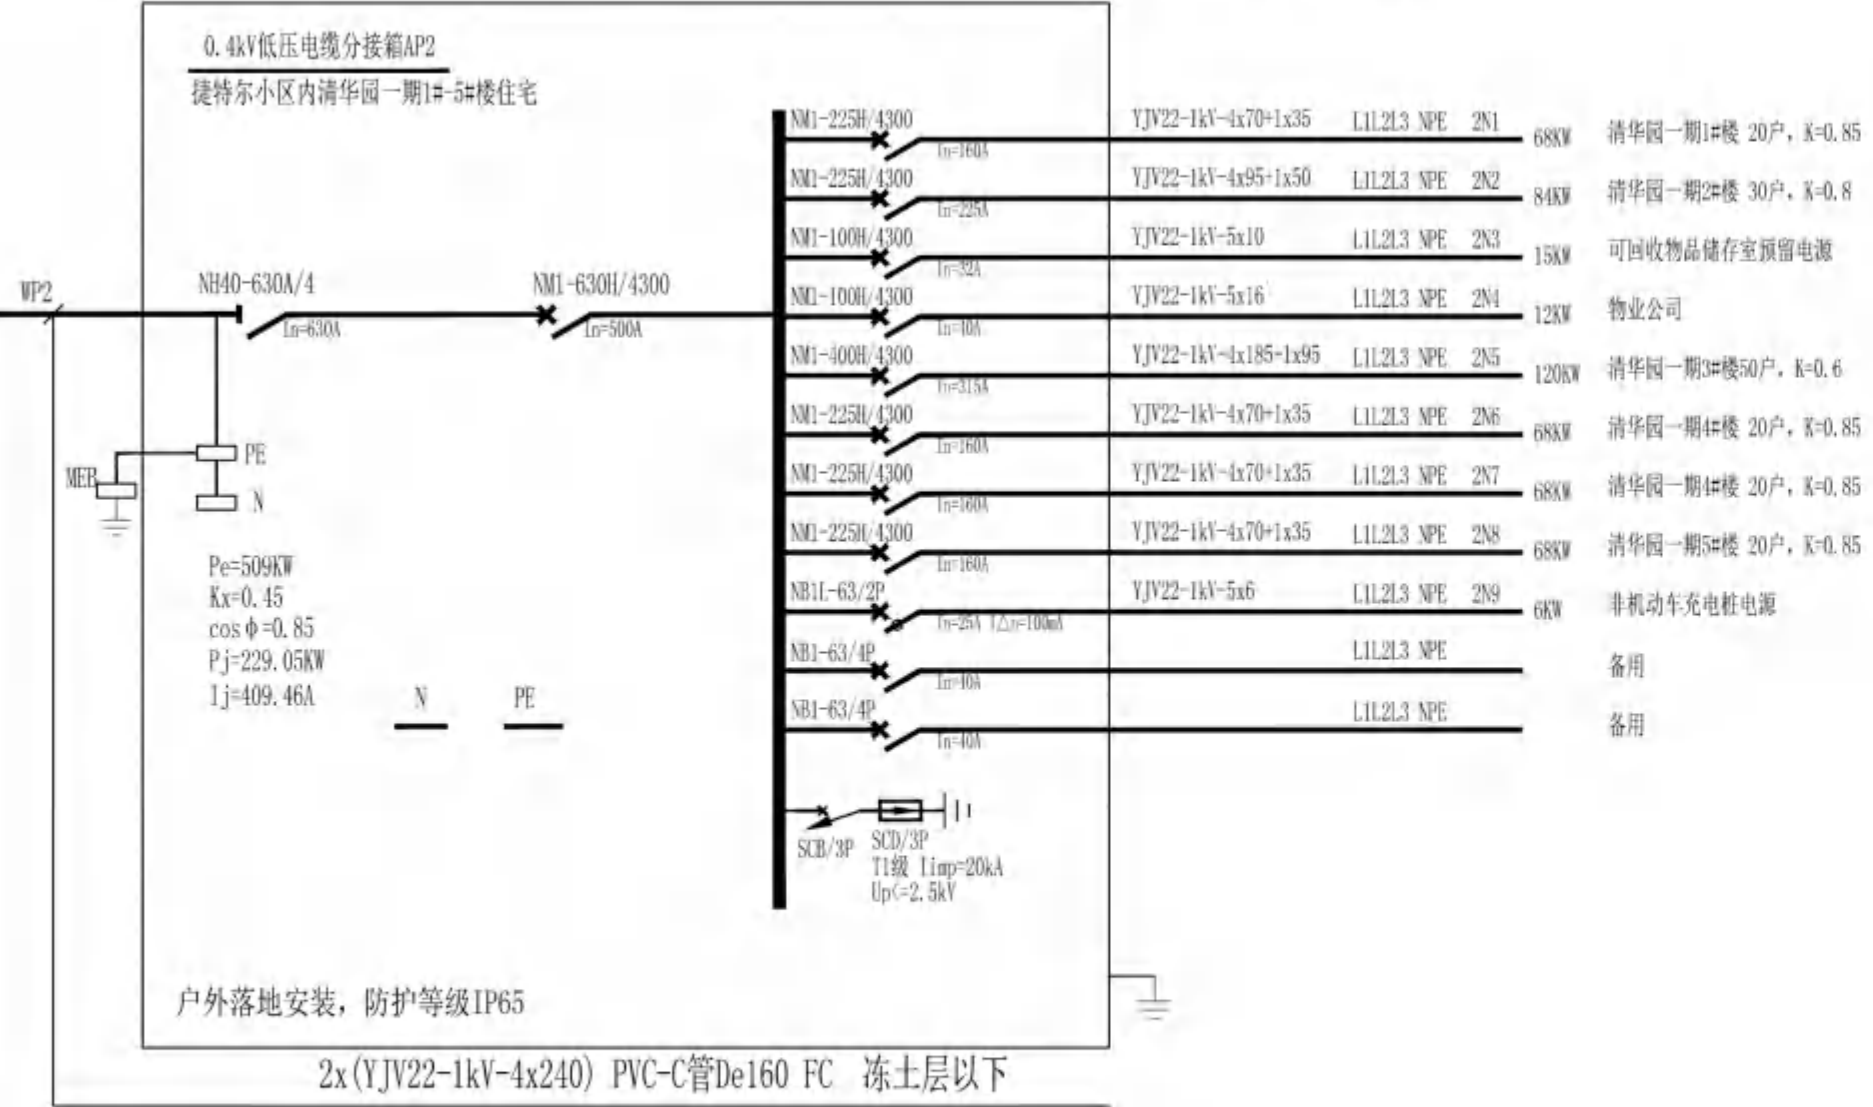 0.4kV低压电缆分接箱AP2
捷特尔小区内清华园一期1#-5#楼住宅
NM1-225H/4300 In=160A YJV22-1kV-4x70+1x35 L1L2L3 NPE 2N1 68KW 清华园一期1#楼 20户, K=0.85
NM1-225H/4300 In=225A YJV22-1kV-4x95+1x50 L1L2L3 NPE 2N2 84KW 清华园一期2#楼 30户, K=0.8
NM1-100H/4300 In=32A YJV22-1kV-5x10 L1L2L3 NPE 2N3 15KW 可回收物品储存室预留电源
WP2 NH40-630A/4 In=630A NM1-630H/4300 In=500A
NM1-100H/4300 In=40A YJV22-1kV-5x16 L1L2L3 NPE 2N4 12KW 物业公司
NM1-400H/4300 In=315A YJV22-1kV-4x185+1x95 L1L2L3 NPE 2N5 120KW 清华园一期3#楼50户, K=0.6
NM1-225H/4300 In=160A YJV22-1kV-4x70+1x35 L1L2L3 NPE 2N6 68KW 清华园一期4#楼 20户, K=0.85
NM1-225H/4300 In=160A YJV22-1kV-4x70+1x35 L1L2L3 NPE 2N7 68KW 清华园一期4#楼 20户, K=0.85
NM1-225H/4300 In=160A YJV22-1kV-4x70+1x35 L1L2L3 NPE 2N8 68KW 清华园一期5#楼 20户, K=0.85
NB1L-63/2P In=25A I△n=100mA YJV22-1kV-5x6 L1L2L3 NPE 2N9 6KW 非机动车充电桩电源
NB1-63/4P In=40A L1L2L3 NPE 备用
NB1-63/4P In=40A L1L2L3 NPE 备用
MEB PE
N
Pe=509KW
Kx=0.45
cosφ=0.85
Pj=229.05KW
Ij=409.46A
N PE
SCB/3P SCD/3P
T1级 Iimp=20kA
Up<=2.5kV
户外落地安装，防护等级IP65
2x(YJV22-1kV-4x240) PVC-C管De160 FC 冻土层以下